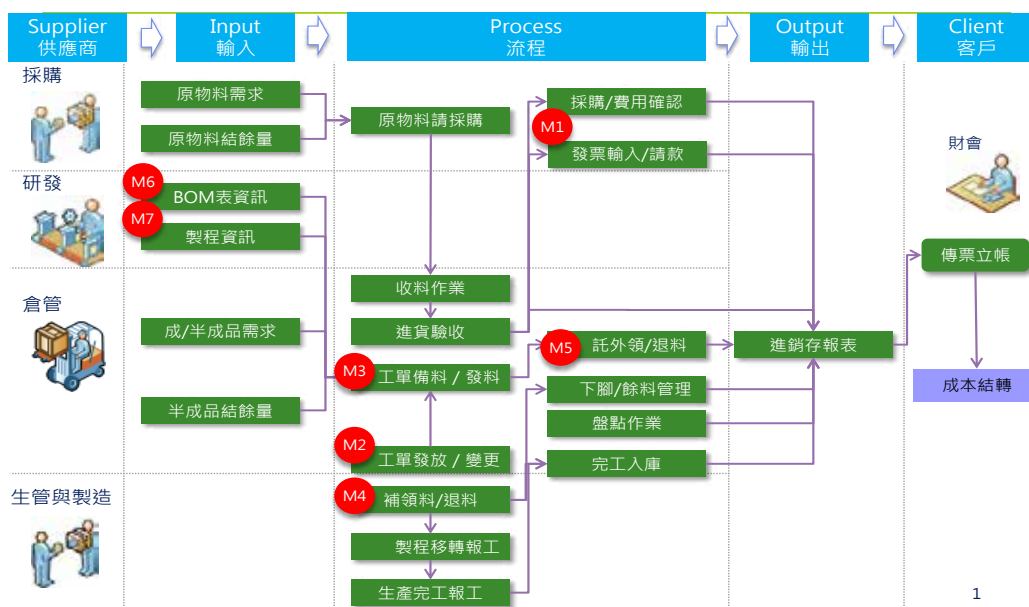 Supplier
供應商
Input
輸入
Process
流程
Output
輸出
Client
客戶
採購
原物料需求
原物料結餘量
原物料請採購
採購/費用確認
M1
發票輸入/請款
財會
研發
M6
BOM表資訊
M7
製程資訊
傳票立帳
倉管
收料作業
進貨驗收
成/半成品需求
M5
託外領/退料
進銷存報表
M3
工單備料 / 發料
下腳/餘料管理
成本結轉
半成品結餘量
盤點作業
M2
工單發放 / 變更
完工入庫
生管與製造
M4
補領料/退料
製程移轉報工
生產完工報工
1